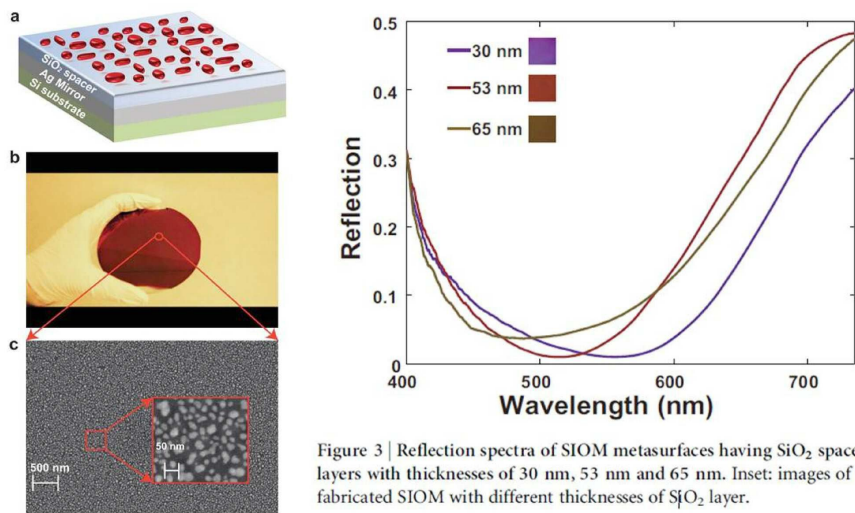 a
SiO₂ spacer
Ag Mirror
Si substrate
b
c
500 nm
50 nm
0.5
0.4
0.3
0.2
0.1
0
Reflection
30 nm
53 nm
65 nm
400
500
600
700
Wavelength (nm)
Figure 3 | Reflection spectra of SIOM metasurfaces having SiO₂ space
layers with thicknesses of 30 nm, 53 nm and 65 nm. Inset: images of
fabricated SIOM with different thicknesses of SiO₂ layer.